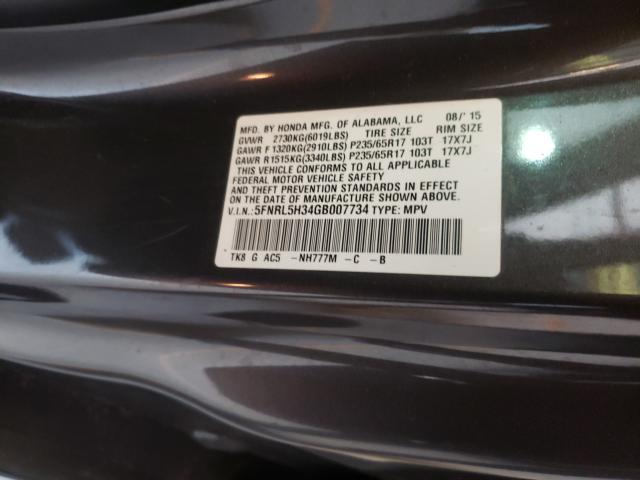 MFD. BY HONDA MFG. OF ALABAMA, LLC 08/'15
GVWR 2730KG(6019LBS) TIRE SIZE RIM SIZE
GAWR F 1320KG(2910LBS) P235/65R17 103T 17X7J
GAWR R1515KG(3340LBS) P235/65R17 103T 17X7J
THIS VEHICLE CONFORMS TO ALL APPLICABLE
FEDERAL MOTOR VEHICLE SAFETY
AND THEFT PREVENTION STANDARDS IN EFFECT
ON THE DATE OF MANUFACTURE SHOWN ABOVE.
V.I.N.:5FNRL5H34GB007734 TYPE: MPV
TK8 G AC5 -NH777M -C -B